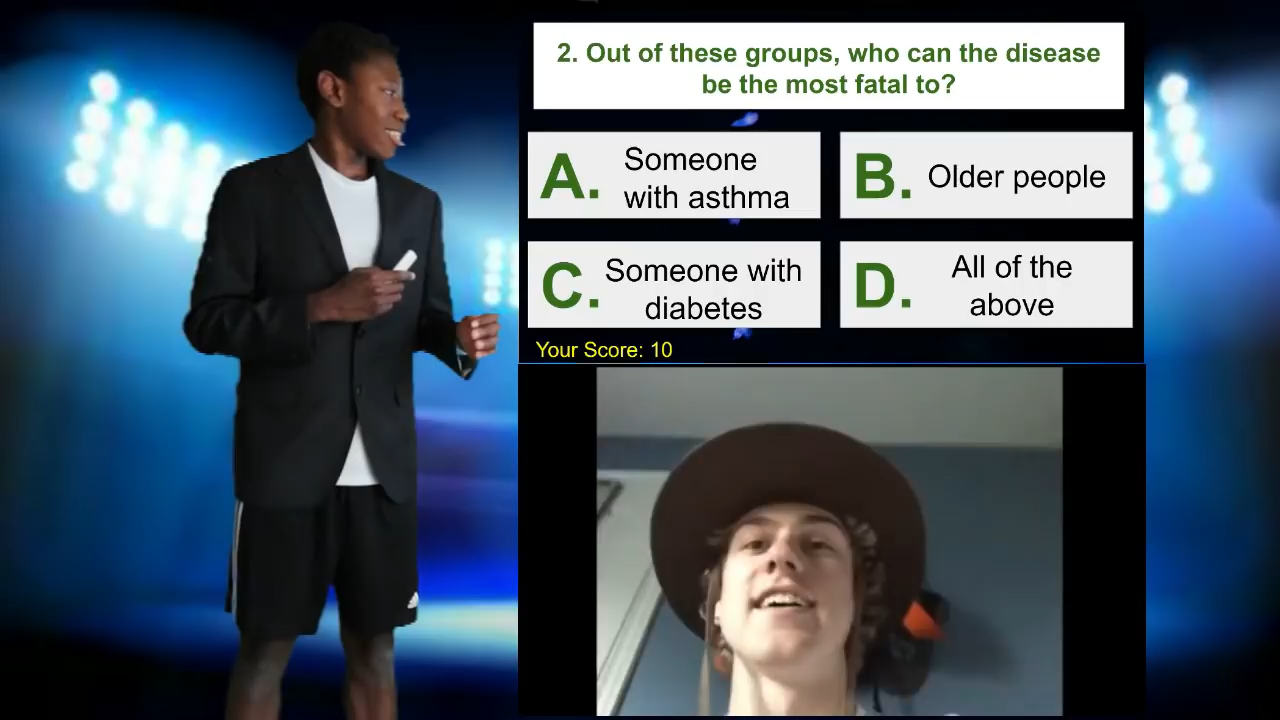 2. Out of these groups, who can the disease
be the most fatal to?
A. Someone
with asthma
B. Older people
C. Someone with
diabetes
D. All of the
above
Your Score: 10